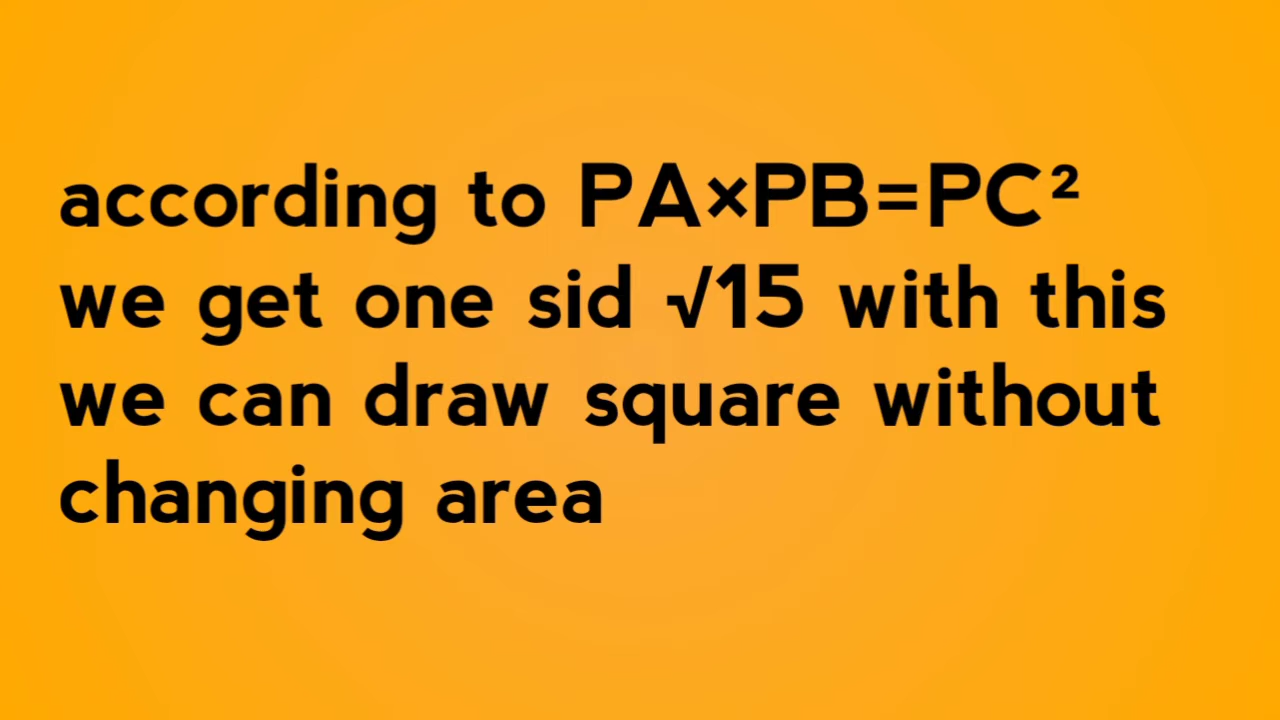 according to PA×PB=PC²
we get one sid √15 with this
we can draw square without
changing area